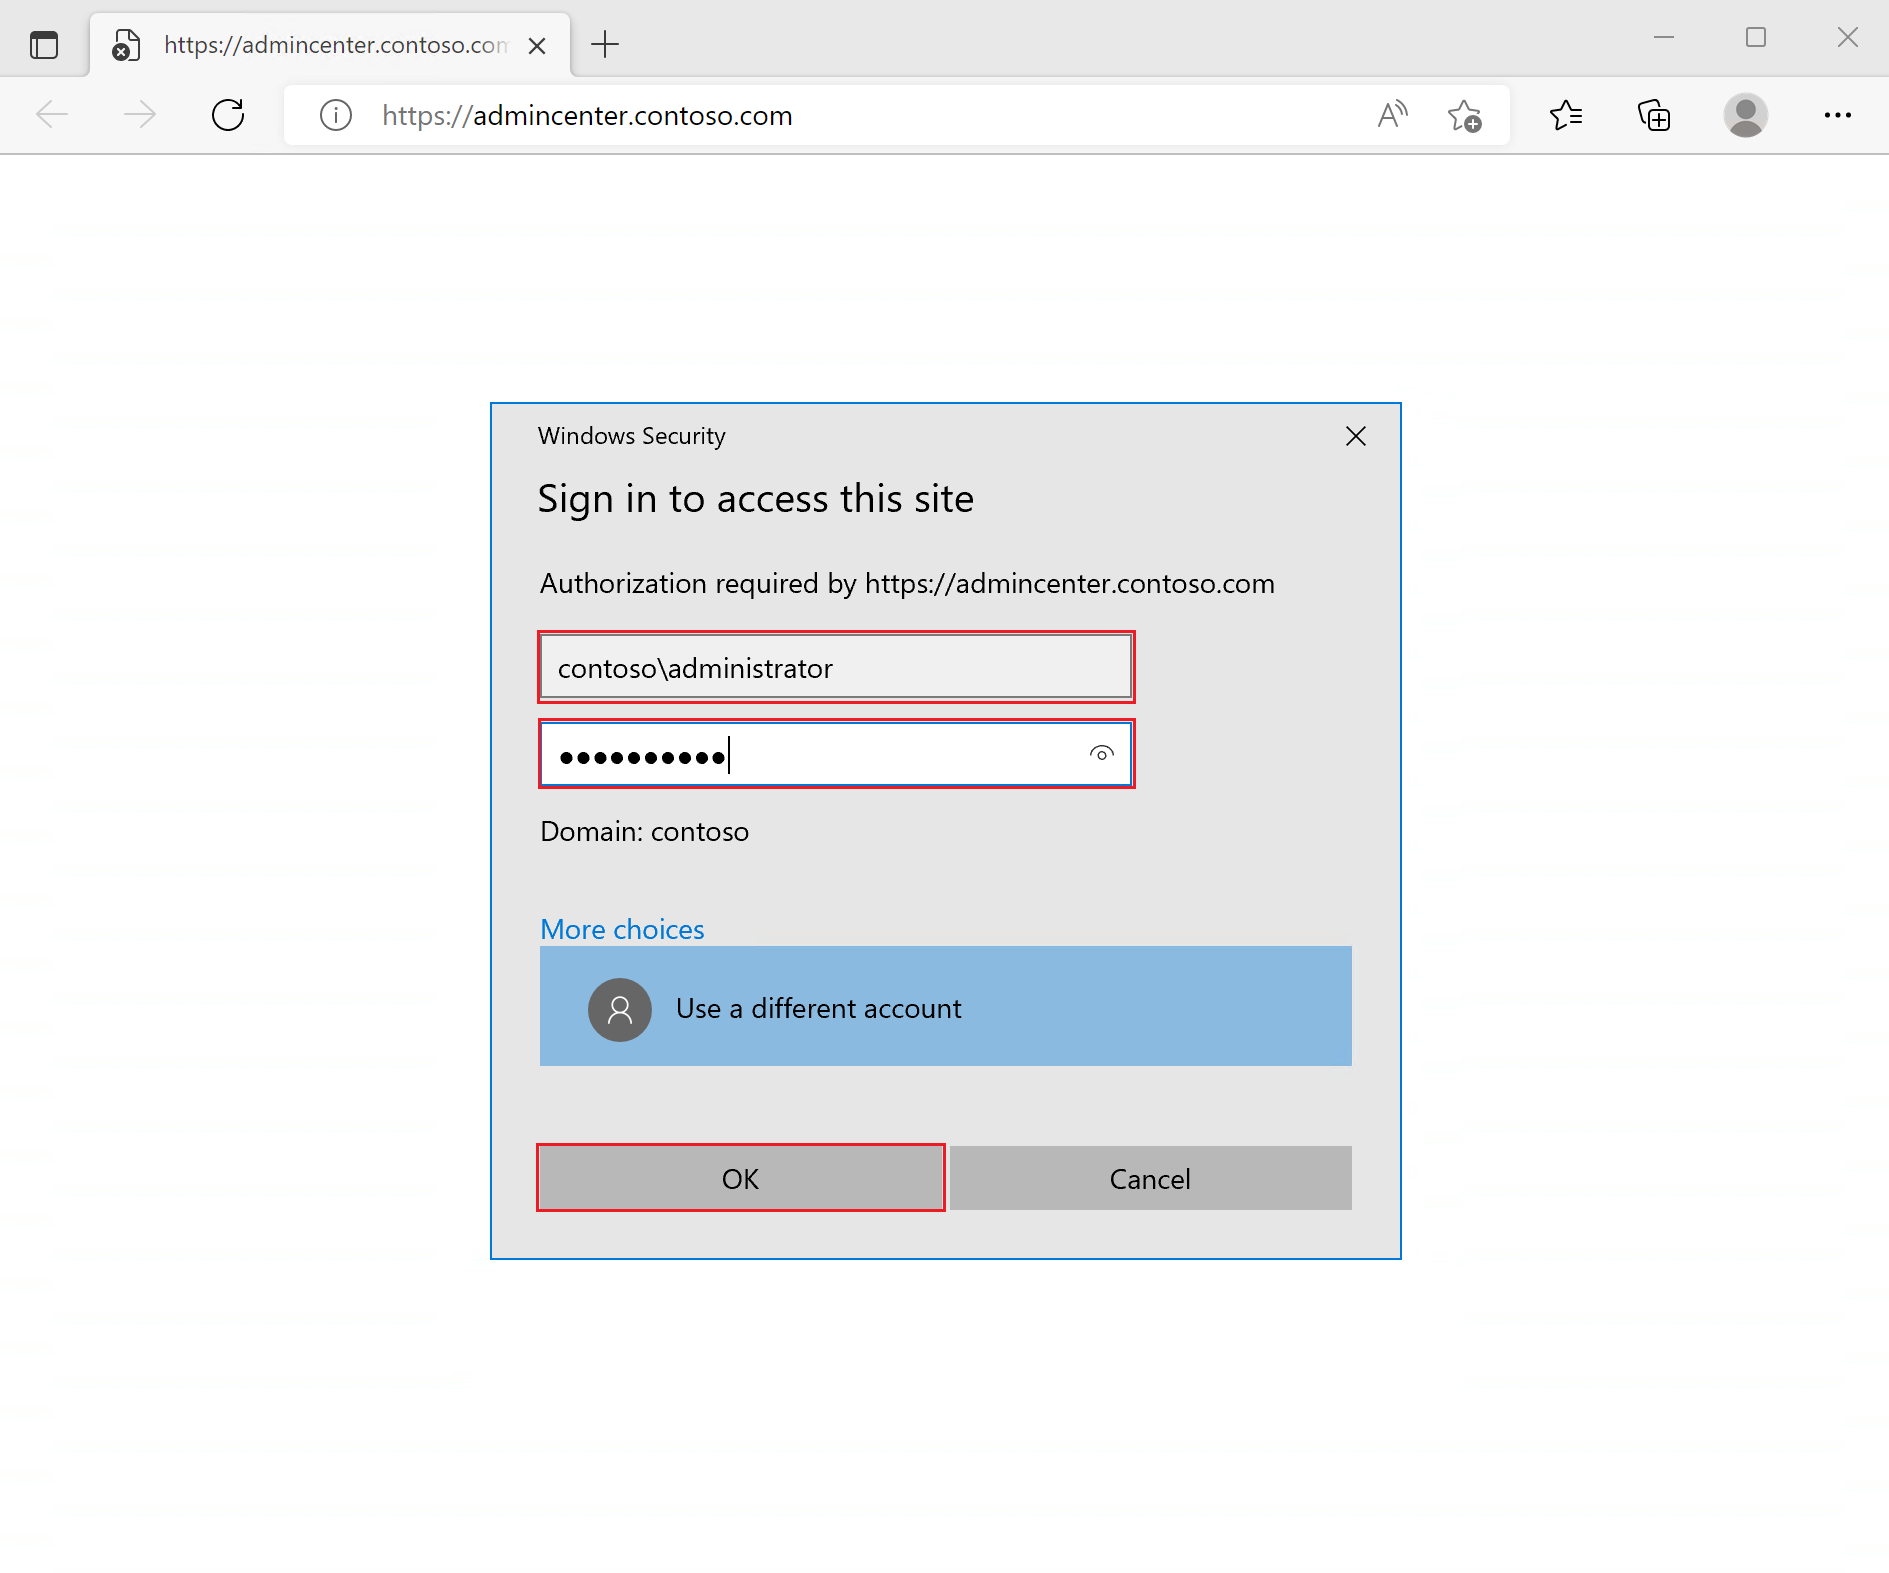 https://admincenter.contoso.com
https://admincenter.contoso.com
Windows Security
Sign in to access this site
Authorization required by https://admincenter.contoso.com
contoso\administrator
●●●●●●●●●●
Domain: contoso
More choices
Use a different account
OK
Cancel